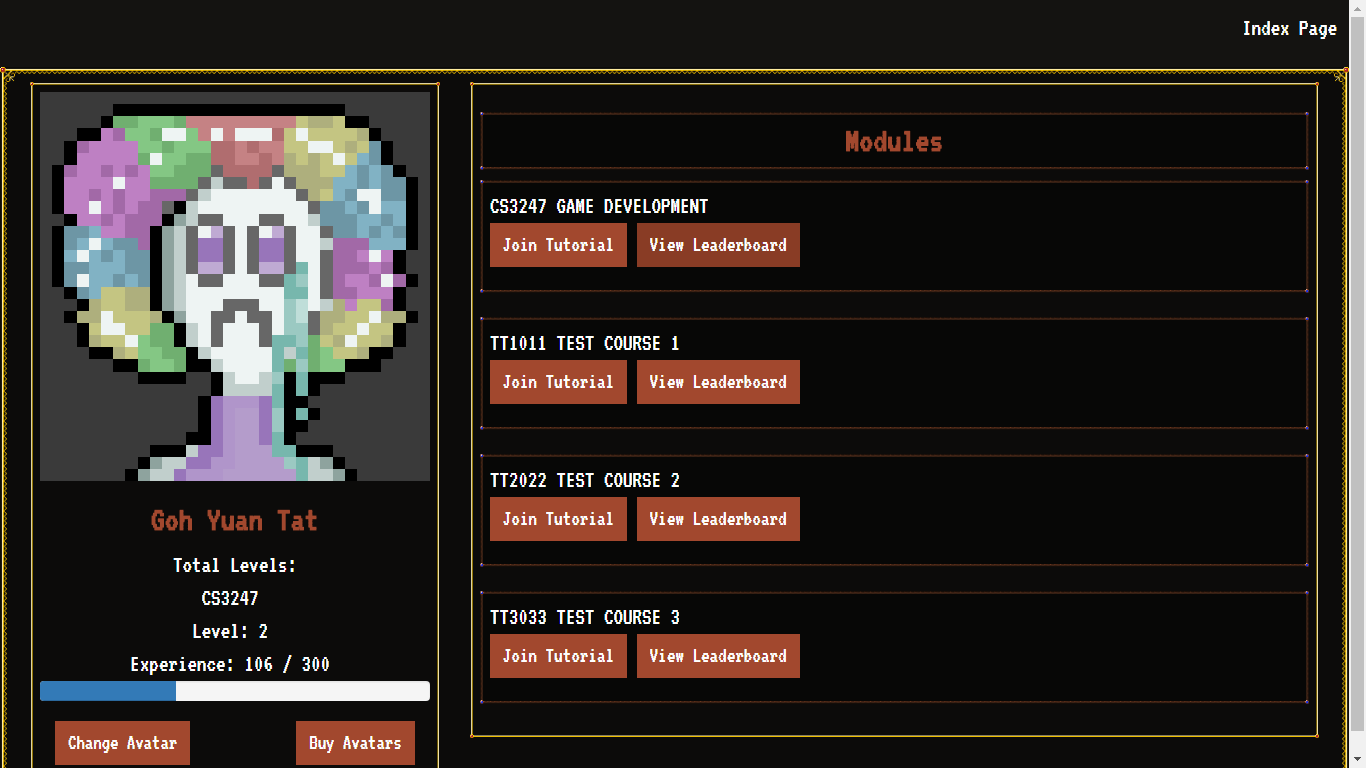 Index Page
Goh Yuan Tat
Total Levels:
CS3247
Level: 2
Experience: 106 / 300
Change Avatar Buy Avatars
Modules
CS3247 GAME DEVELOPMENT
Join Tutorial View Leaderboard
TT1011 TEST COURSE 1
Join Tutorial View Leaderboard
TT2022 TEST COURSE 2
Join Tutorial View Leaderboard
TT3033 TEST COURSE 3
Join Tutorial View Leaderboard